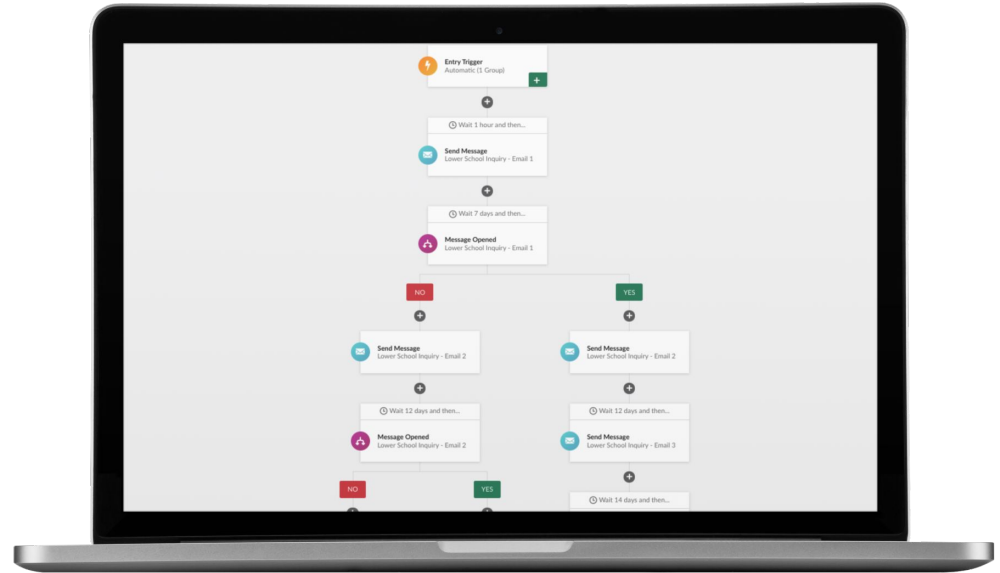 Entry Trigger
Automatic (1 Group)
Wait 1 hour and then...
Send Message
Lower School Inquiry - Email 1
Wait 7 days and then...
Message Opened
Lower School Inquiry - Email 1
NO
YES
Send Message
Lower School Inquiry - Email 2
Send Message
Lower School Inquiry - Email 2
Wait 12 days and then...
Wait 12 days and then...
Message Opened
Lower School Inquiry - Email 2
Send Message
Lower School Inquiry - Email 3
NO
YES
Wait 14 days and then...